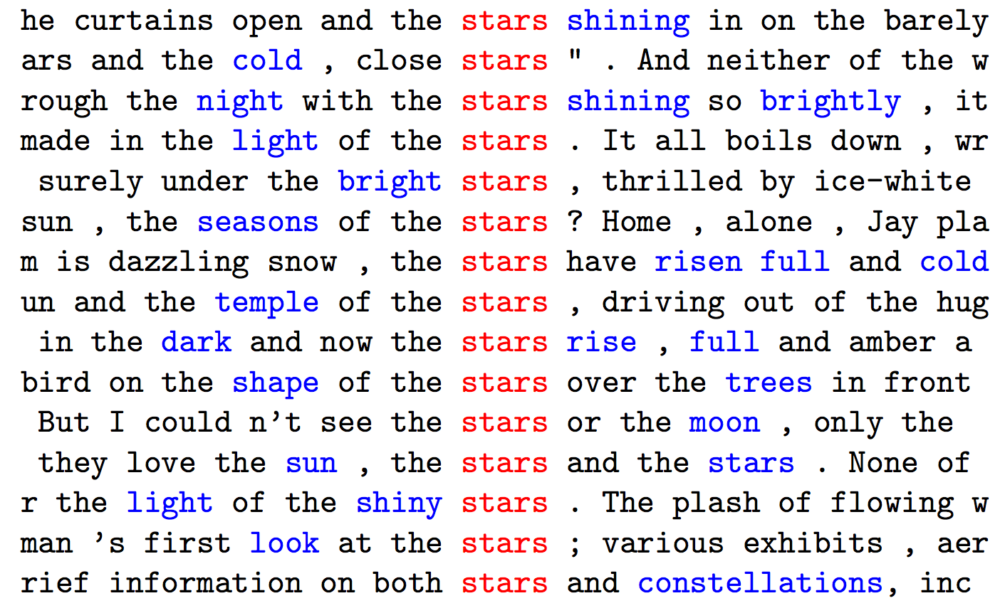 he curtains open and the stars shining in on the barely
ars and the cold , close stars " . And neither of the w
rough the night with the stars shining so brightly , it
made in the light of the stars . It all boils down , wr
surely under the bright stars , thrilled by ice-white
sun , the seasons of the stars ? Home , alone , Jay pla
m is dazzling snow , the stars have risen full and cold
un and the temple of the stars , driving out of the hug
in the dark and now the stars rise , full and amber a
bird on the shape of the stars over the trees in front
But I could n’t see the stars or the moon , only the
they love the sun , the stars and the stars . None of
r the light of the shiny stars . The plash of flowing w
man ’s first look at the stars ; various exhibits , aer
rief information on both stars and constellations, inc